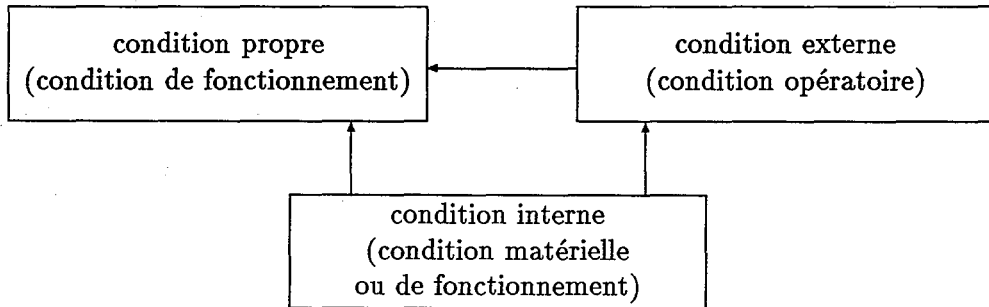 condition propre
(condition de fonctionnement)
condition externe
(condition opératoire)
condition interne
(condition matérielle
ou de fonctionnement)